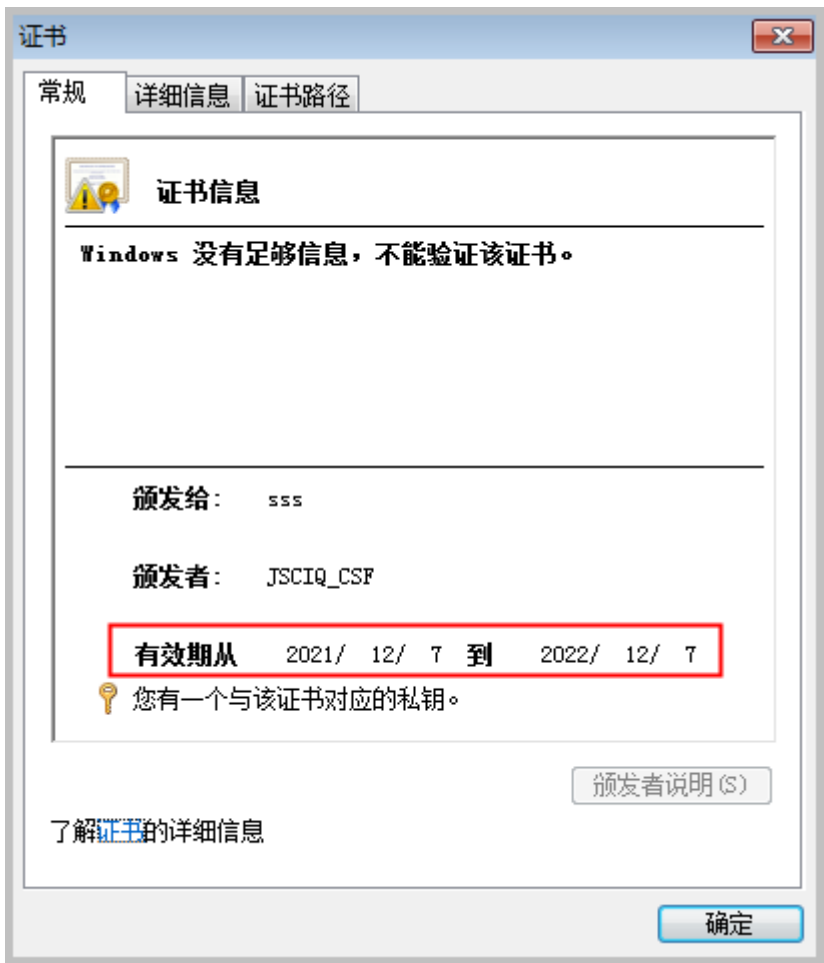 证书
常规 详细信息 证书路径
证书信息
Windows 没有足够信息，不能验证该证书。
颁发给: sss
颁发者: JSCIQ_CSF
有效期从 2021/ 12/ 7 到 2022/ 12/ 7
您有一个与该证书对应的私钥。
颁发者说明(S)
了解证书的详细信息
确定